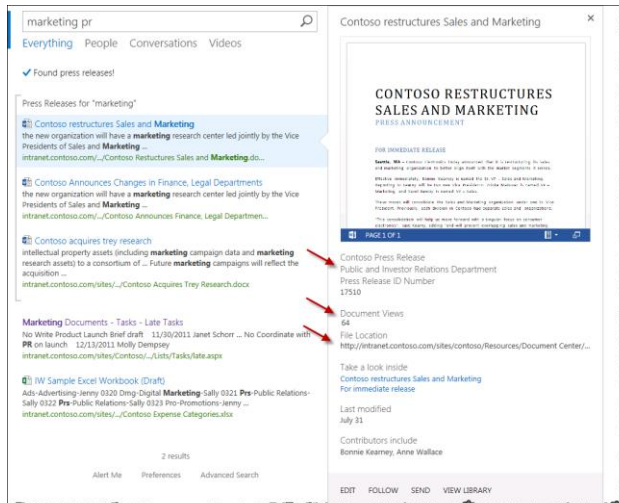 marketing pr
Everything People Conversations Videos
Found press releases!
Press Releases for "marketing"
Contoso restructures Sales and Marketing
the new organization will have a marketing research center led jointly by the Vice
Presidents of Sales and Marketing ...
intranet.contoso.com/.../Contoso Restuctures Sales and Marketing.do...
Contoso Announces Changes in Finance, Legal Departments
the new organization will have a marketing research center led jointly by the Vice
Presidents of Sales and Marketing ...
intranet.contoso.com/.../Contoso Announces Finance, Legal Departmen...
Contoso acquires trey research
intellectual property assets (including marketing campaign data and marketing
research assets) to a consortium of ... Future marketing campaigns will reflect the
acquisition ...
intranet.contoso.com/sites/.../Contoso Acquires Trey Research.docx
Marketing Documents - Tasks - Late Tasks
No Write Product Launch Brief draft 11/30/2011 Janet Schorr ... No Coordinate with
PR on launch 12/13/2011 Molly Dempsey
intranet.contoso.com/sites/Contoso/.../Lists/Tasks/late.aspx
IW Sample Excel Workbook (Draft)
Ads-Advertising-Jenny 0320 Dmg-Digital Marketing-Sally 0321 Prs-Public Relations-
Sally 0322 Prs-Public Relations-Sally 0323 Pro-Promotions-Jenny ...
intranet.contoso.com/sites/.../Contoso Expense Categories.xlsx
2 results
Alert Me Preferences Advanced Search
Contoso restructures Sales and Marketing
CONTOSO RESTRUCTURES
SALES AND MARKETING
PRESS ANNOUNCEMENT
FOR IMMEDIATE RELEASE
PAGE 1 OF 1
Contoso Press Release
Public and Investor Relations Department
Press Release ID Number
17510
Document Views
64
File Location
http://intranet.contoso.com/sites/contoso/Resources/Document Center/...
Take a look inside
Contoso restructures Sales and Marketing
For immediate release
Last modified
July 31
Contributors include
Bonnie Kearney, Anne Wallace
EDIT FOLLOW SEND VIEW LIBRARY